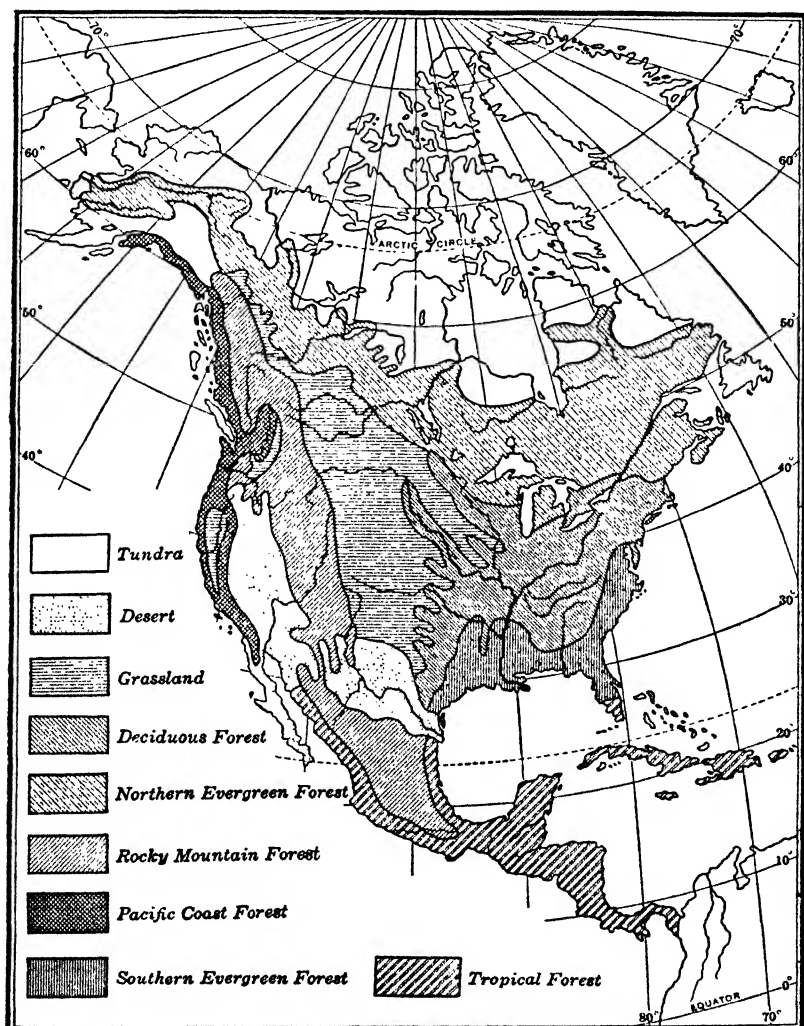 70°
70°
60°
60°
ARCTIC CIRCLE
50°
50°
40°
40°
Tundra
30°
Desert
Grassland
20°
Deciduous Forest
Northern Evergreen Forest
Rocky Mountain Forest
10°
Pacific Coast Forest
Southern Evergreen Forest
Tropical Forest
0°
EQUATOR
80°
70°